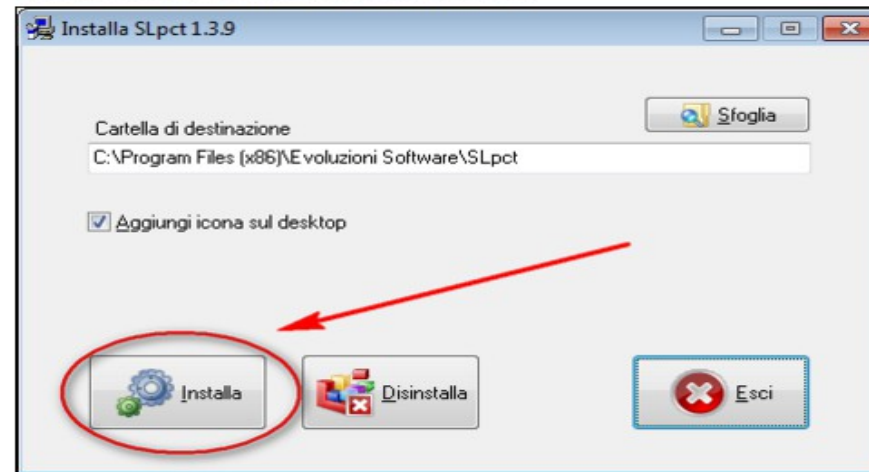 Installa SLpct 1.3.9
Sfoglia
Cartella di destinazione
C:\Program Files (x86)\Evoluzioni Software\SLpct
Aggiungi icona sul desktop
Installa
Disinstalla
Esci